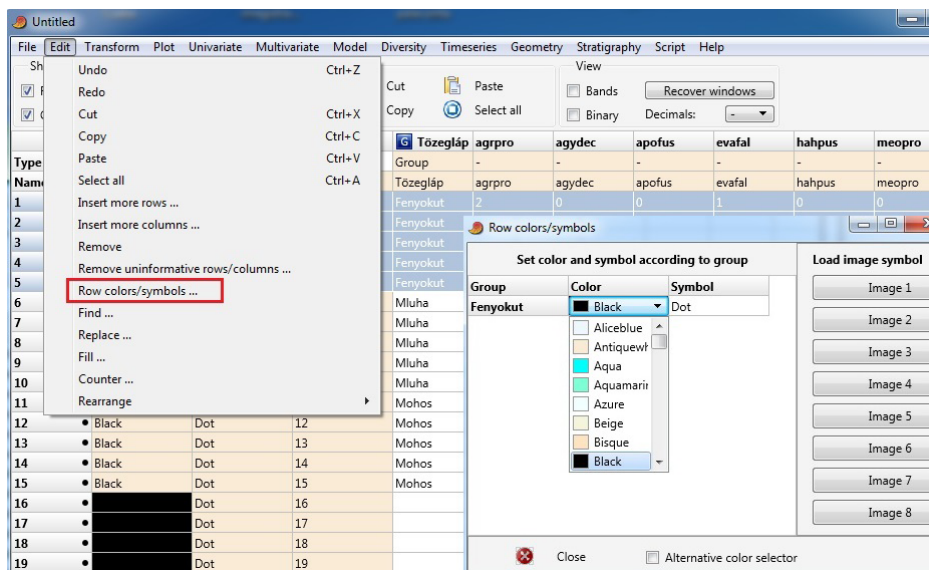 Untitled
File Edit Transform Plot Univariate Multivariate Model Diversity Timeseries Geometry Stratigraphy Script Help
Sh
View
Undo Ctrl+Z
Redo
Cut Ctrl+X
Copy Ctrl+C
Paste Ctrl+V
Select all Ctrl+A
Insert more rows ...
Insert more columns ...
Remove
Remove uninformative rows/columns ...
Row colors/symbols ...
Find ...
Replace ...
Fill ...
Counter ...
Rearrange
Cut Paste
Copy Select all
Bands Recover windows
Binary Decimals: -
G Tőzegláp agrpro agydec apofus evafal hahpus meopro
Type Group - - - - - -
Name Tőzegláp agrpro agydec apofus evafal hahpus meopro
1 Fenyokut 2 0 0 1 0 0
2 Fenyokut
3 Fenyokut
4 Fenyokut
5 Fenyokut
6 Mluha
7 Mluha
8 Mluha
9 Mluha
10 Mluha
11 Mohos
12 Black Dot 12 Mohos
13 Black Dot 13 Mohos
14 Black Dot 14 Mohos
15 Black Dot 15 Mohos
16 Dot 16
17 Dot 17
18 Dot 18
19 Dot 19
Row colors/symbols
Set color and symbol according to group
Group Color Symbol
Fenyokut Black Dot
Aliceblue
Antiquewh
Aqua
Aquamarin
Azure
Beige
Bisque
Black
Load image symbol
Image 1
Image 2
Image 3
Image 4
Image 5
Image 6
Image 7
Image 8
Close Alternative color selector